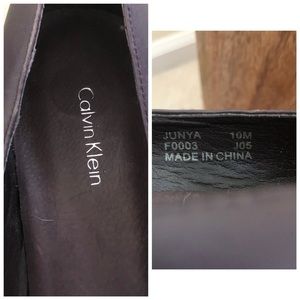 Calvin Klein
JUNYA 10M
F0003 J05
MADE IN CHINA